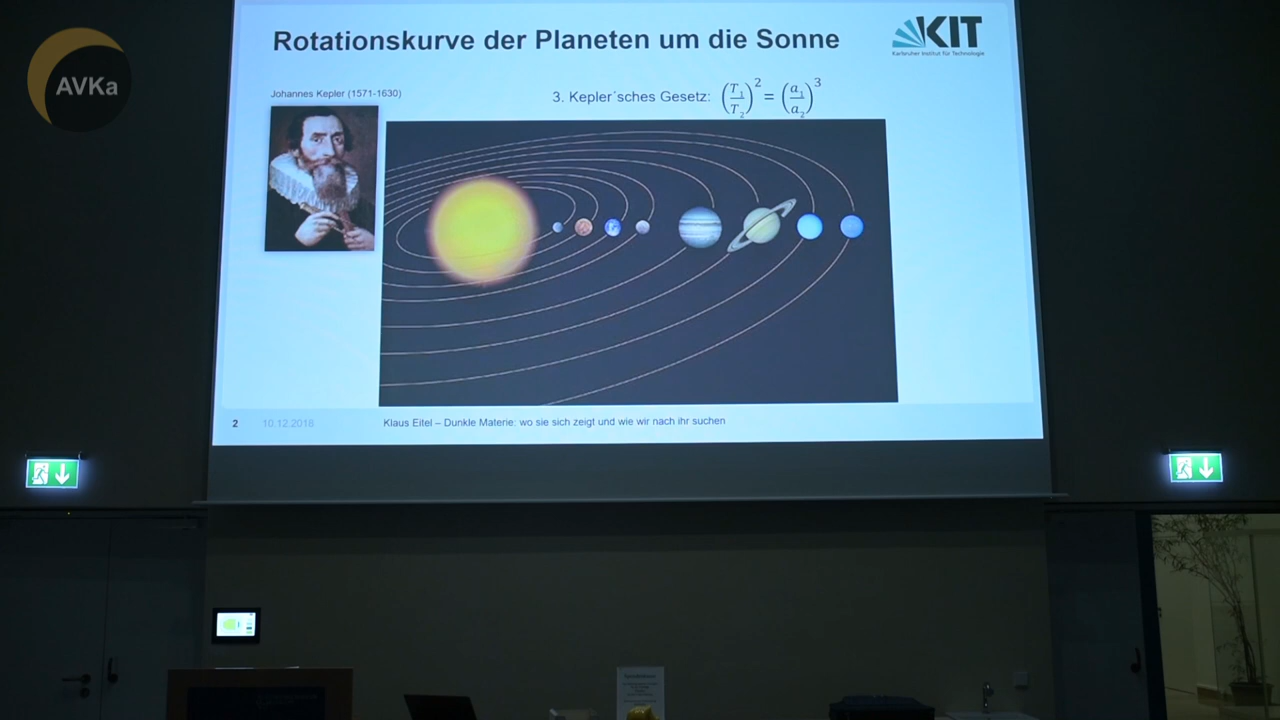 AVKa
Rotationskurve der Planeten um die Sonne
KIT
Karlsruher Institut für Technologie
Johannes Kepler (1571-1630)
3. Kepler´sches Gesetz: (T₁/T₂)² = (a₁/a₂)³
2 10.12.2018 Klaus Eitel – Dunkle Materie: wo sie sich zeigt und wie wir nach ihr suchen